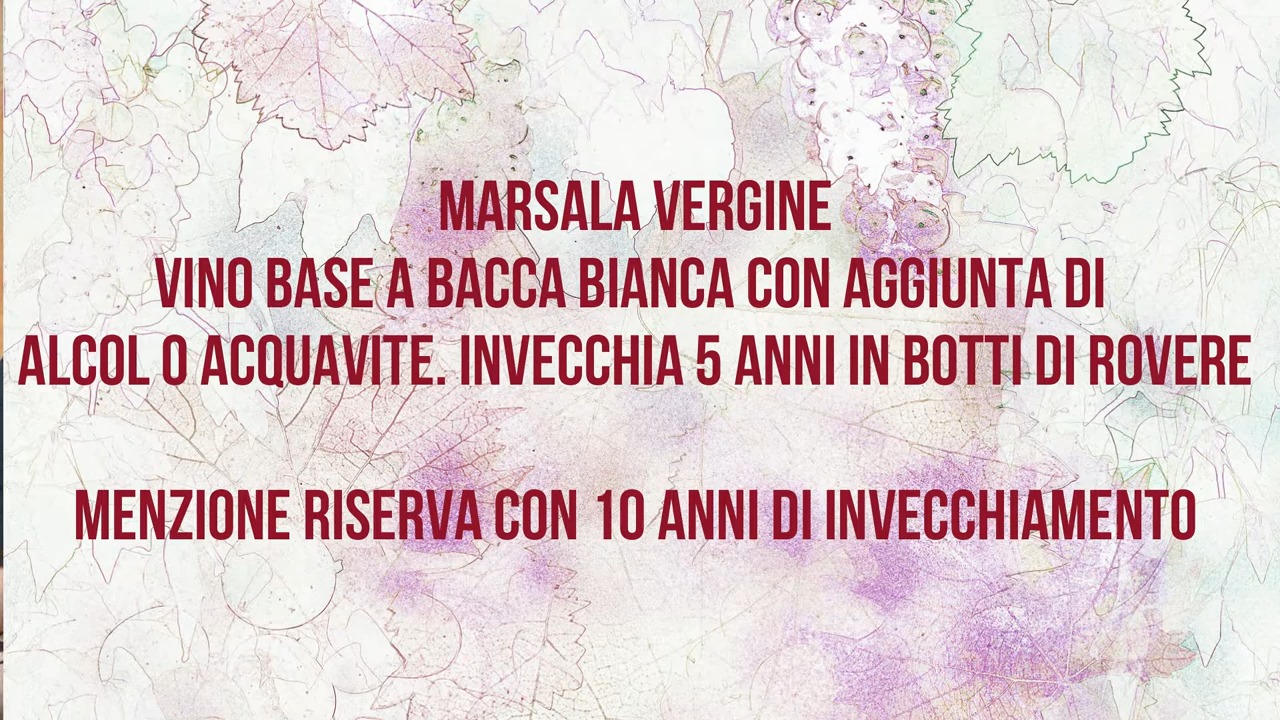 MARSALA VERGINE
VINO BASE A BACCA BIANCA CON AGGIUNTA DI
ALCOL O ACQUAVITE. INVECCHIA 5 ANNI IN BOTTI DI ROVERE
MENZIONE RISERVA CON 10 ANNI DI INVECCHIAMENTO